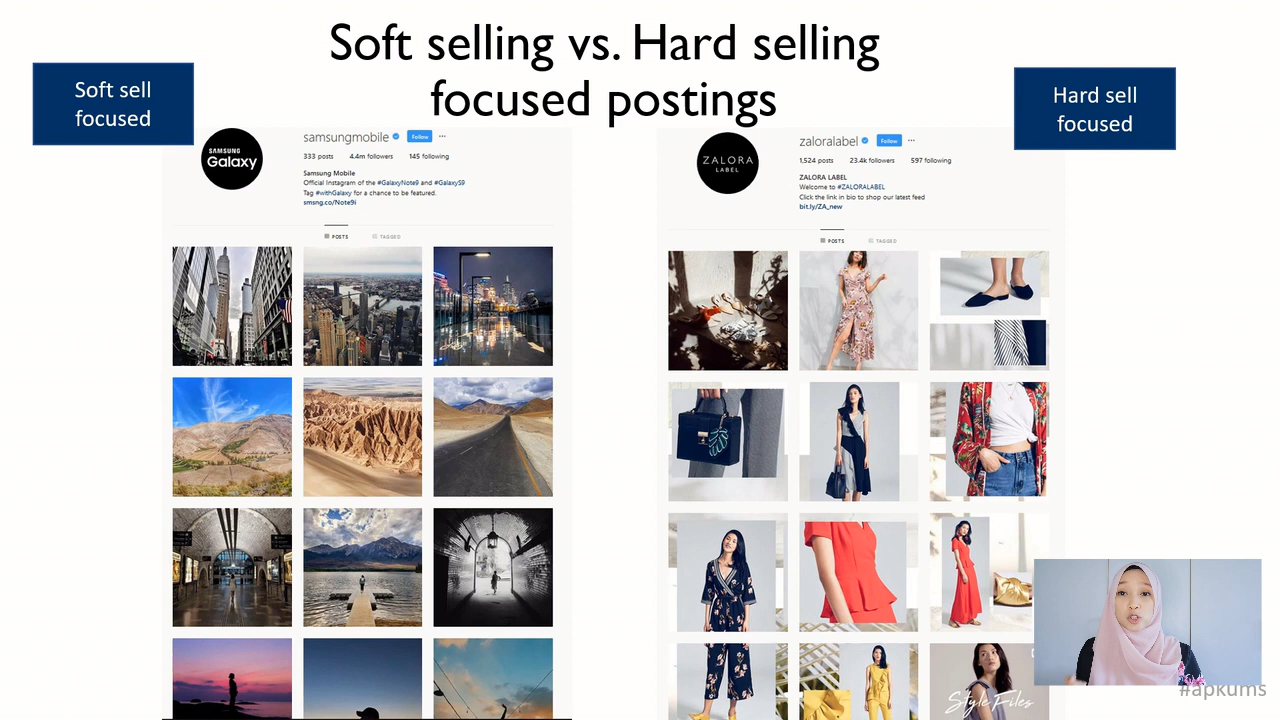 Soft selling vs. Hard selling
focused postings
Soft sell
focused
Hard sell
focused
SAMSUNG
Galaxy
samsungmobile Follow ...
333 posts 4.4m followers 145 following
Samsung Mobile
Official Instagram of the #GalaxyNote9 and #GalaxyS9
Tag #withGalaxy for a chance to be featured.
smsng.co/Note9i
POSTS TAGGED
ZALORA
LABEL
zaloralabel Follow ...
1,524 posts 23.4k followers 597 following
ZALORA LABEL
Welcome to #ZALORALABEL
Click the link in bio to shop our latest feed
bit.ly/ZA_new
POSTS TAGGED
Style Files
#apkums